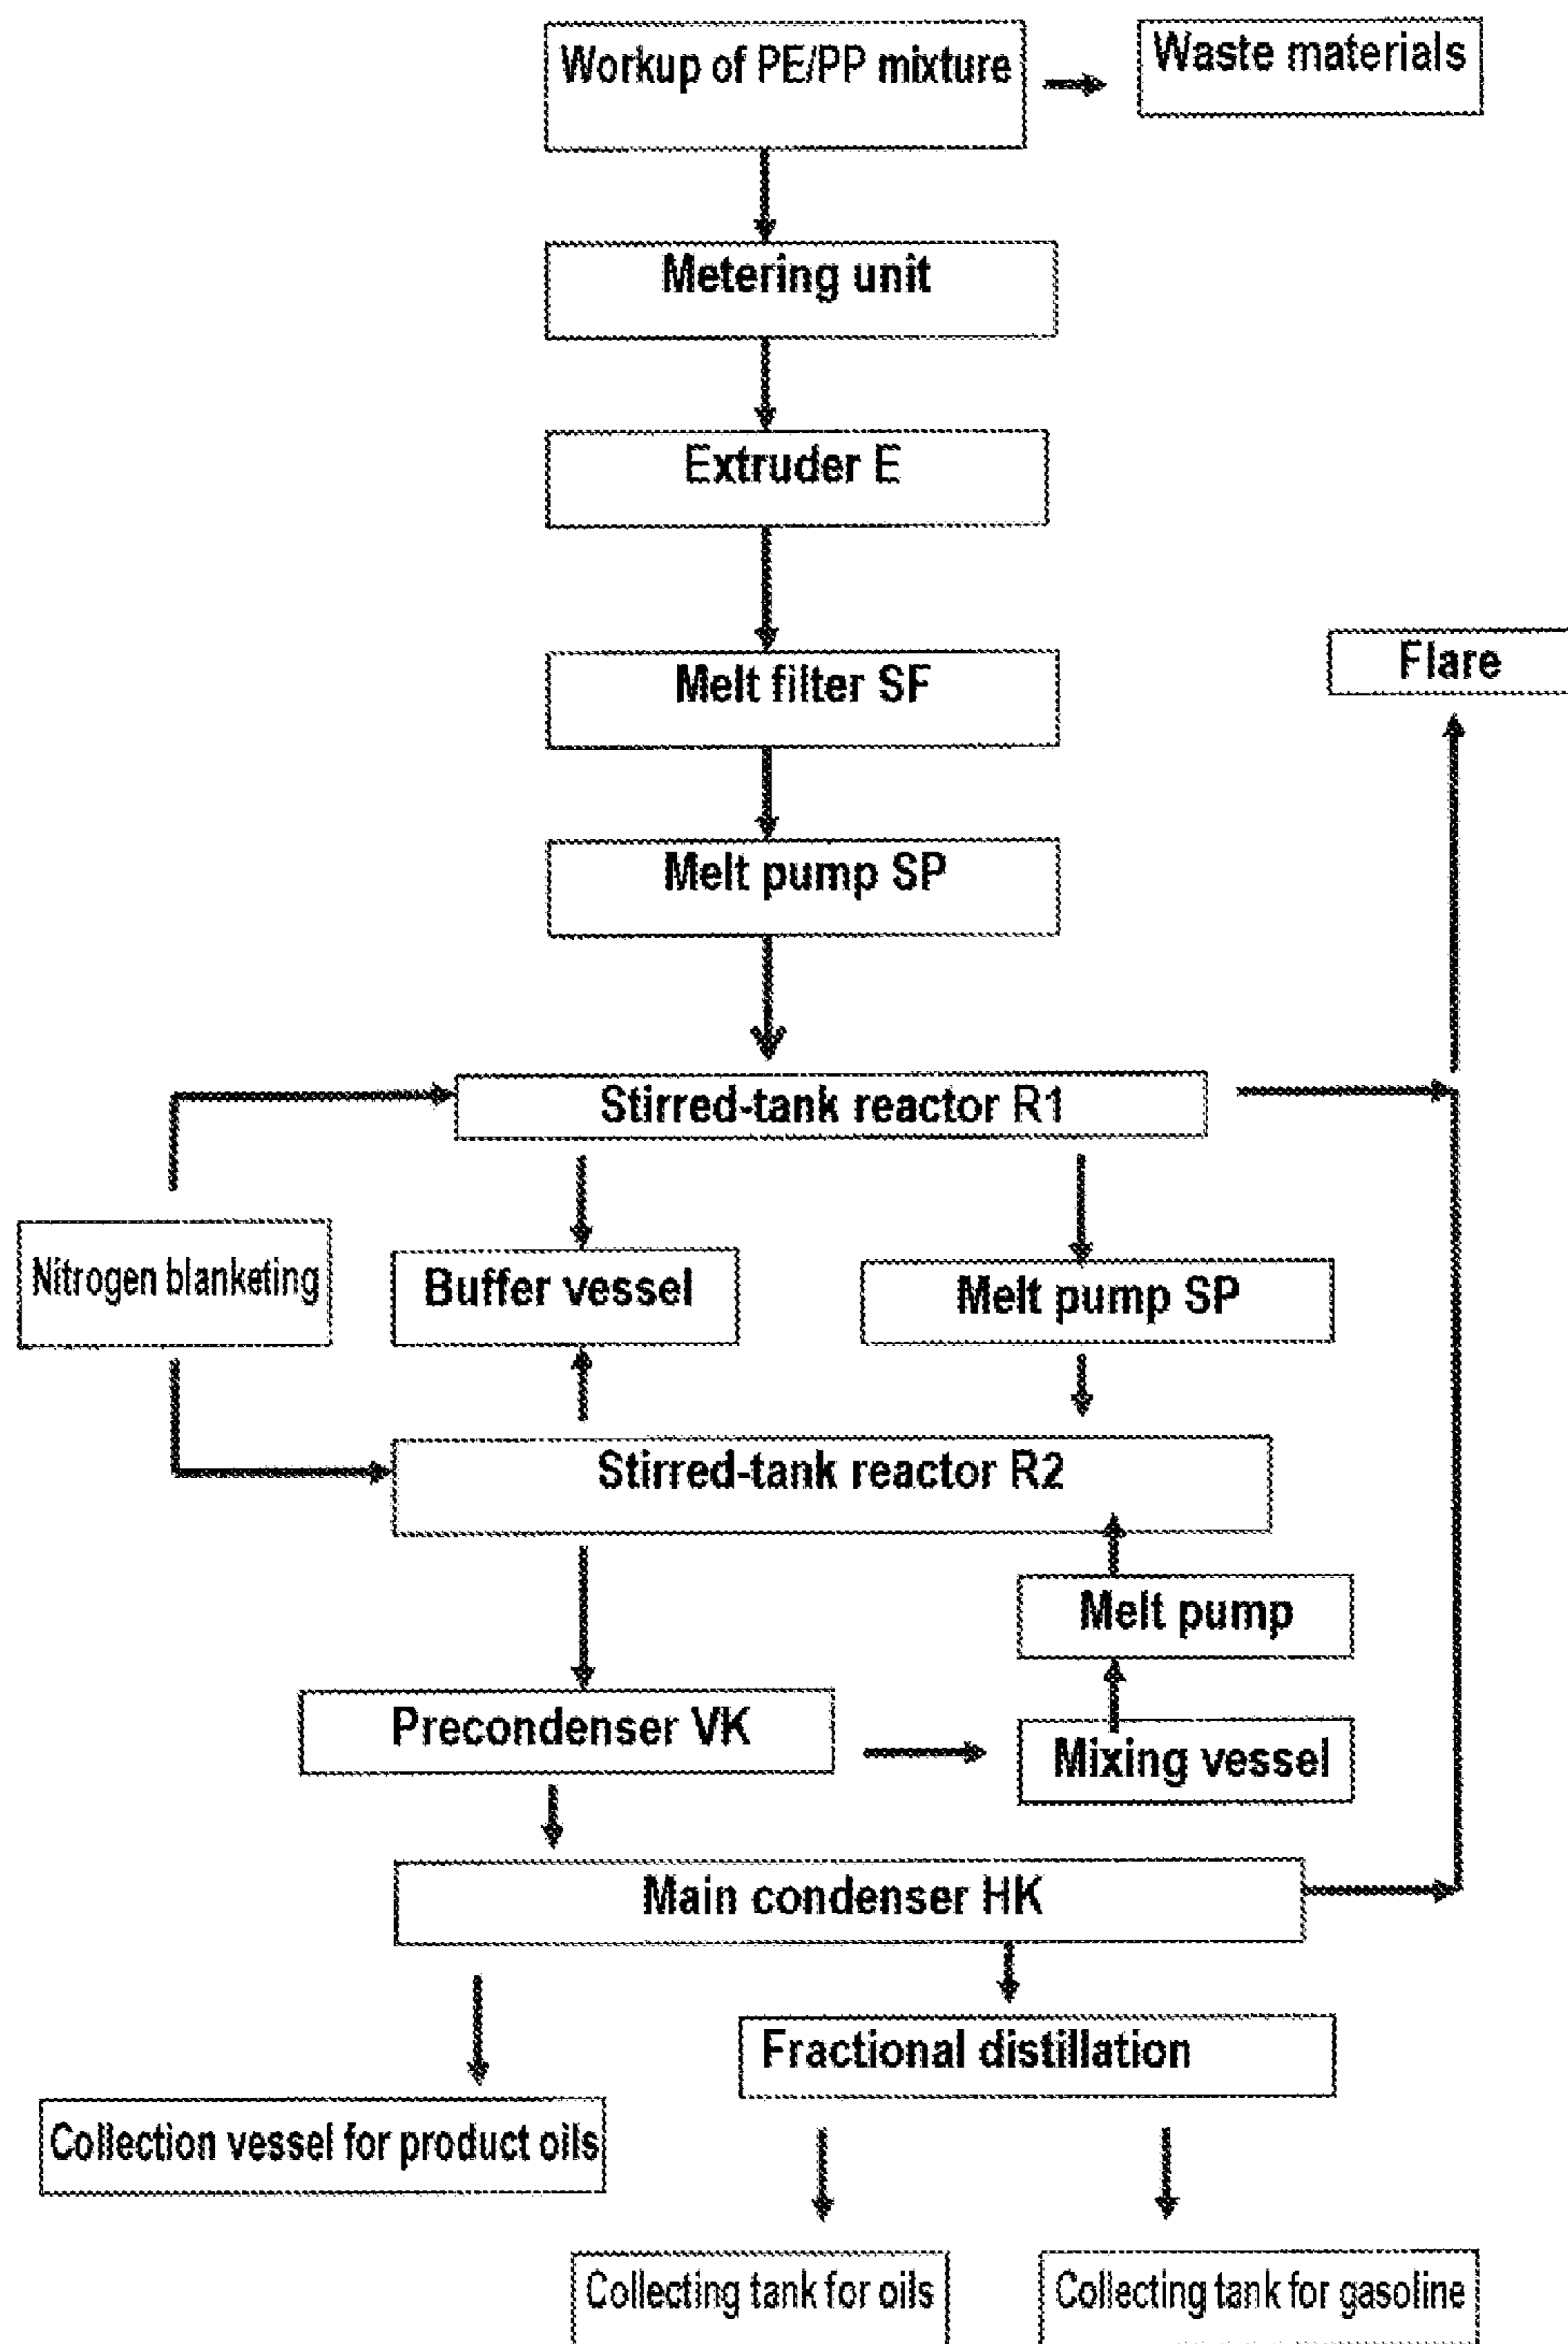 Workup of PE/PP mixture
Waste materials
Metering unit
Extruder E
Melt filter SF
Flare
Melt pump SP
Stirred-tank reactor R1
Nitrogen blanketing
Buffer vessel
Melt pump SP
Stirred-tank reactor R2
Melt pump
Precondenser VK
Mixing vessel
Main condenser HK
Fractional distillation
Collection vessel for product oils
Collecting tank for oils
Collecting tank for gasoline